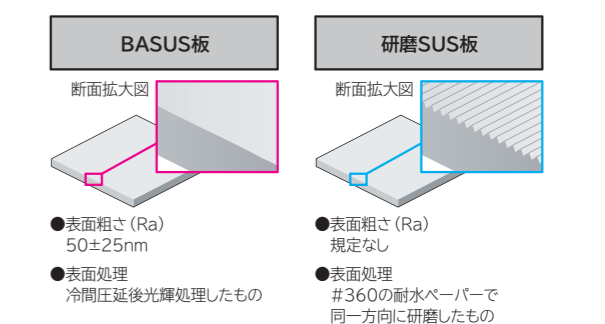 BASUS板
断面拡大図
●表面粗さ（Ra）
50±25nm
●表面処理
冷間圧延後光輝処理したもの
研磨SUS板
断面拡大図
●表面粗さ（Ra）
規定なし
●表面処理
#360の耐水ペーパーで
同一方向に研磨したもの